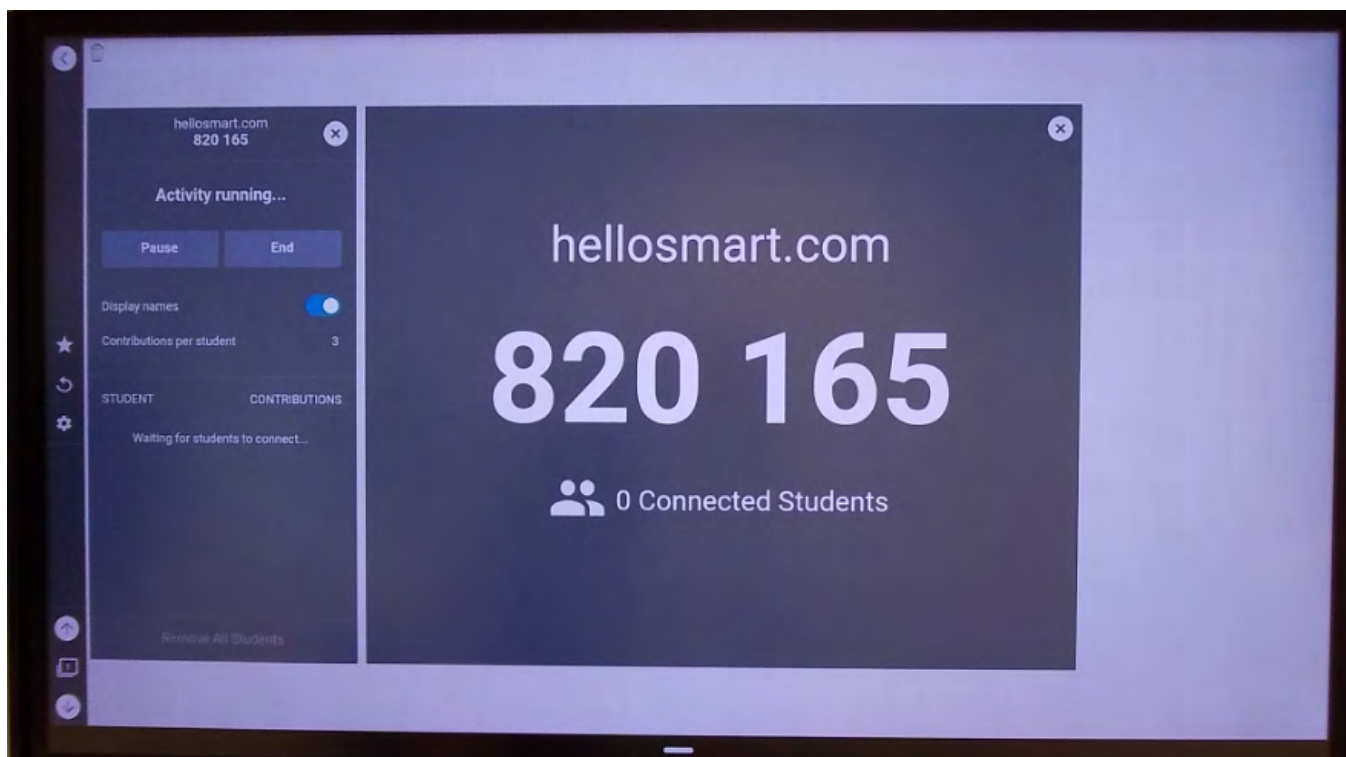 hellosmart.com
820 165
Activity running...
Pause End
Display names
Contributions per student 3
STUDENT CONTRIBUTIONS
Waiting for students to connect...
Remove All Students
hellosmart.com
820 165
0 Connected Students